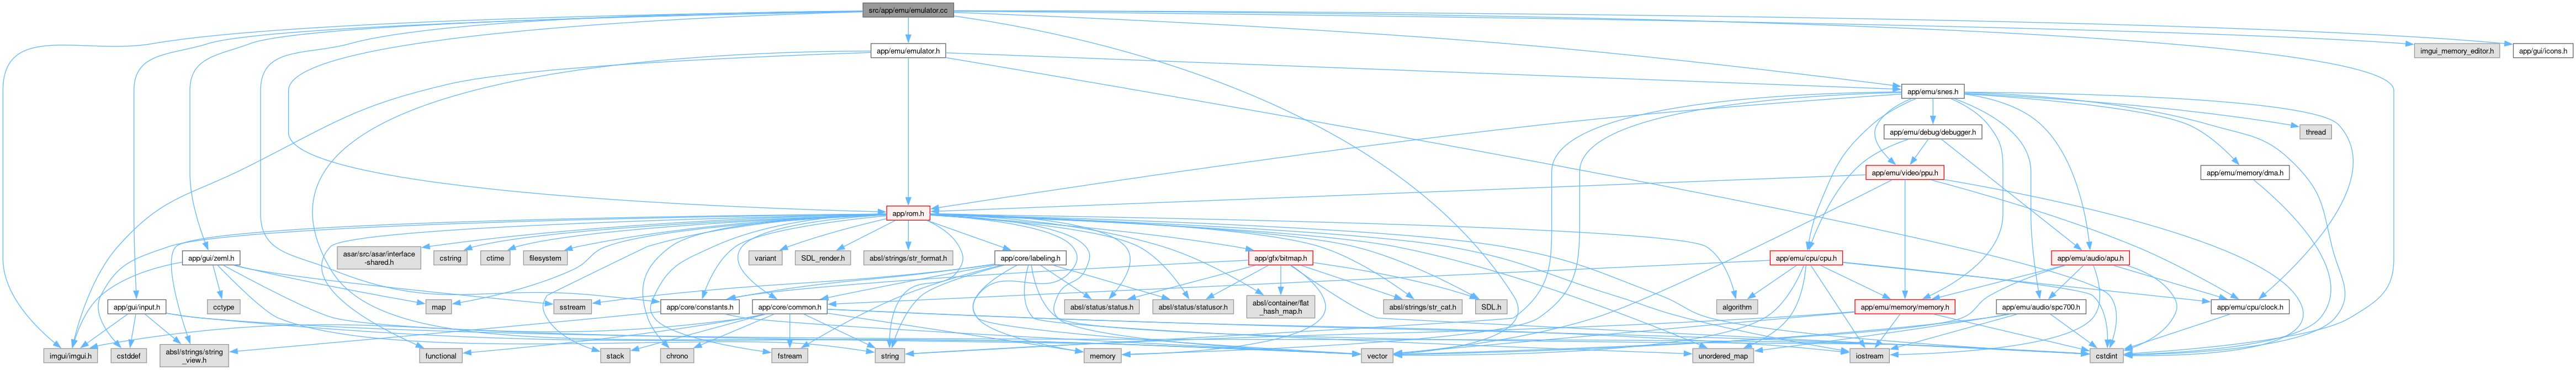 src/app/emu/emulator.cc
app/emu/emulator.h
imgui_memory_editor.h
app/gui/icons.h
app/emu/snes.h
app/emu/debug/debugger.h
thread
app/emu/video/ppu.h
app/emu/memory/dma.h
app/rom.h
asar/src/asar/interface
-shared.h
cstring
ctime
filesystem
variant
SDL_render.h
absl/strings/str_format.h
app/core/labeling.h
app/gfx/bitmap.h
app/emu/cpu/cpu.h
app/emu/audio/apu.h
app/gui/zeml.h
app/gui/input.h
cctype
map
sstream
app/core/constants.h
app/core/common.h
absl/status/status.h
absl/status/statusor.h
absl/container/flat
_hash_map.h
absl/strings/str_cat.h
SDL.h
algorithm
app/emu/memory/memory.h
app/emu/audio/spc700.h
app/emu/cpu/clock.h
imgui/imgui.h
cstddef
absl/strings/string
_view.h
functional
stack
chrono
fstream
string
memory
vector
unordered_map
iostream
cstdint